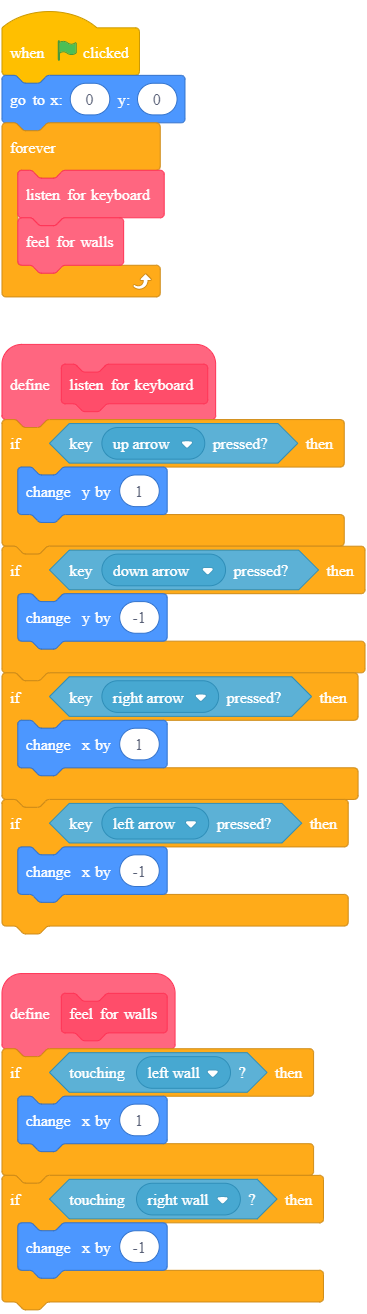 when clicked
go to x: 0 y: 0
forever
listen for keyboard
feel for walls
define listen for keyboard
if key up arrow pressed? then
change y by 1
if key down arrow pressed? then
change y by -1
if key right arrow pressed? then
change x by 1
if key left arrow pressed? then
change x by -1
define feel for walls
if touching left wall ? then
change x by 1
if touching right wall ? then
change x by -1